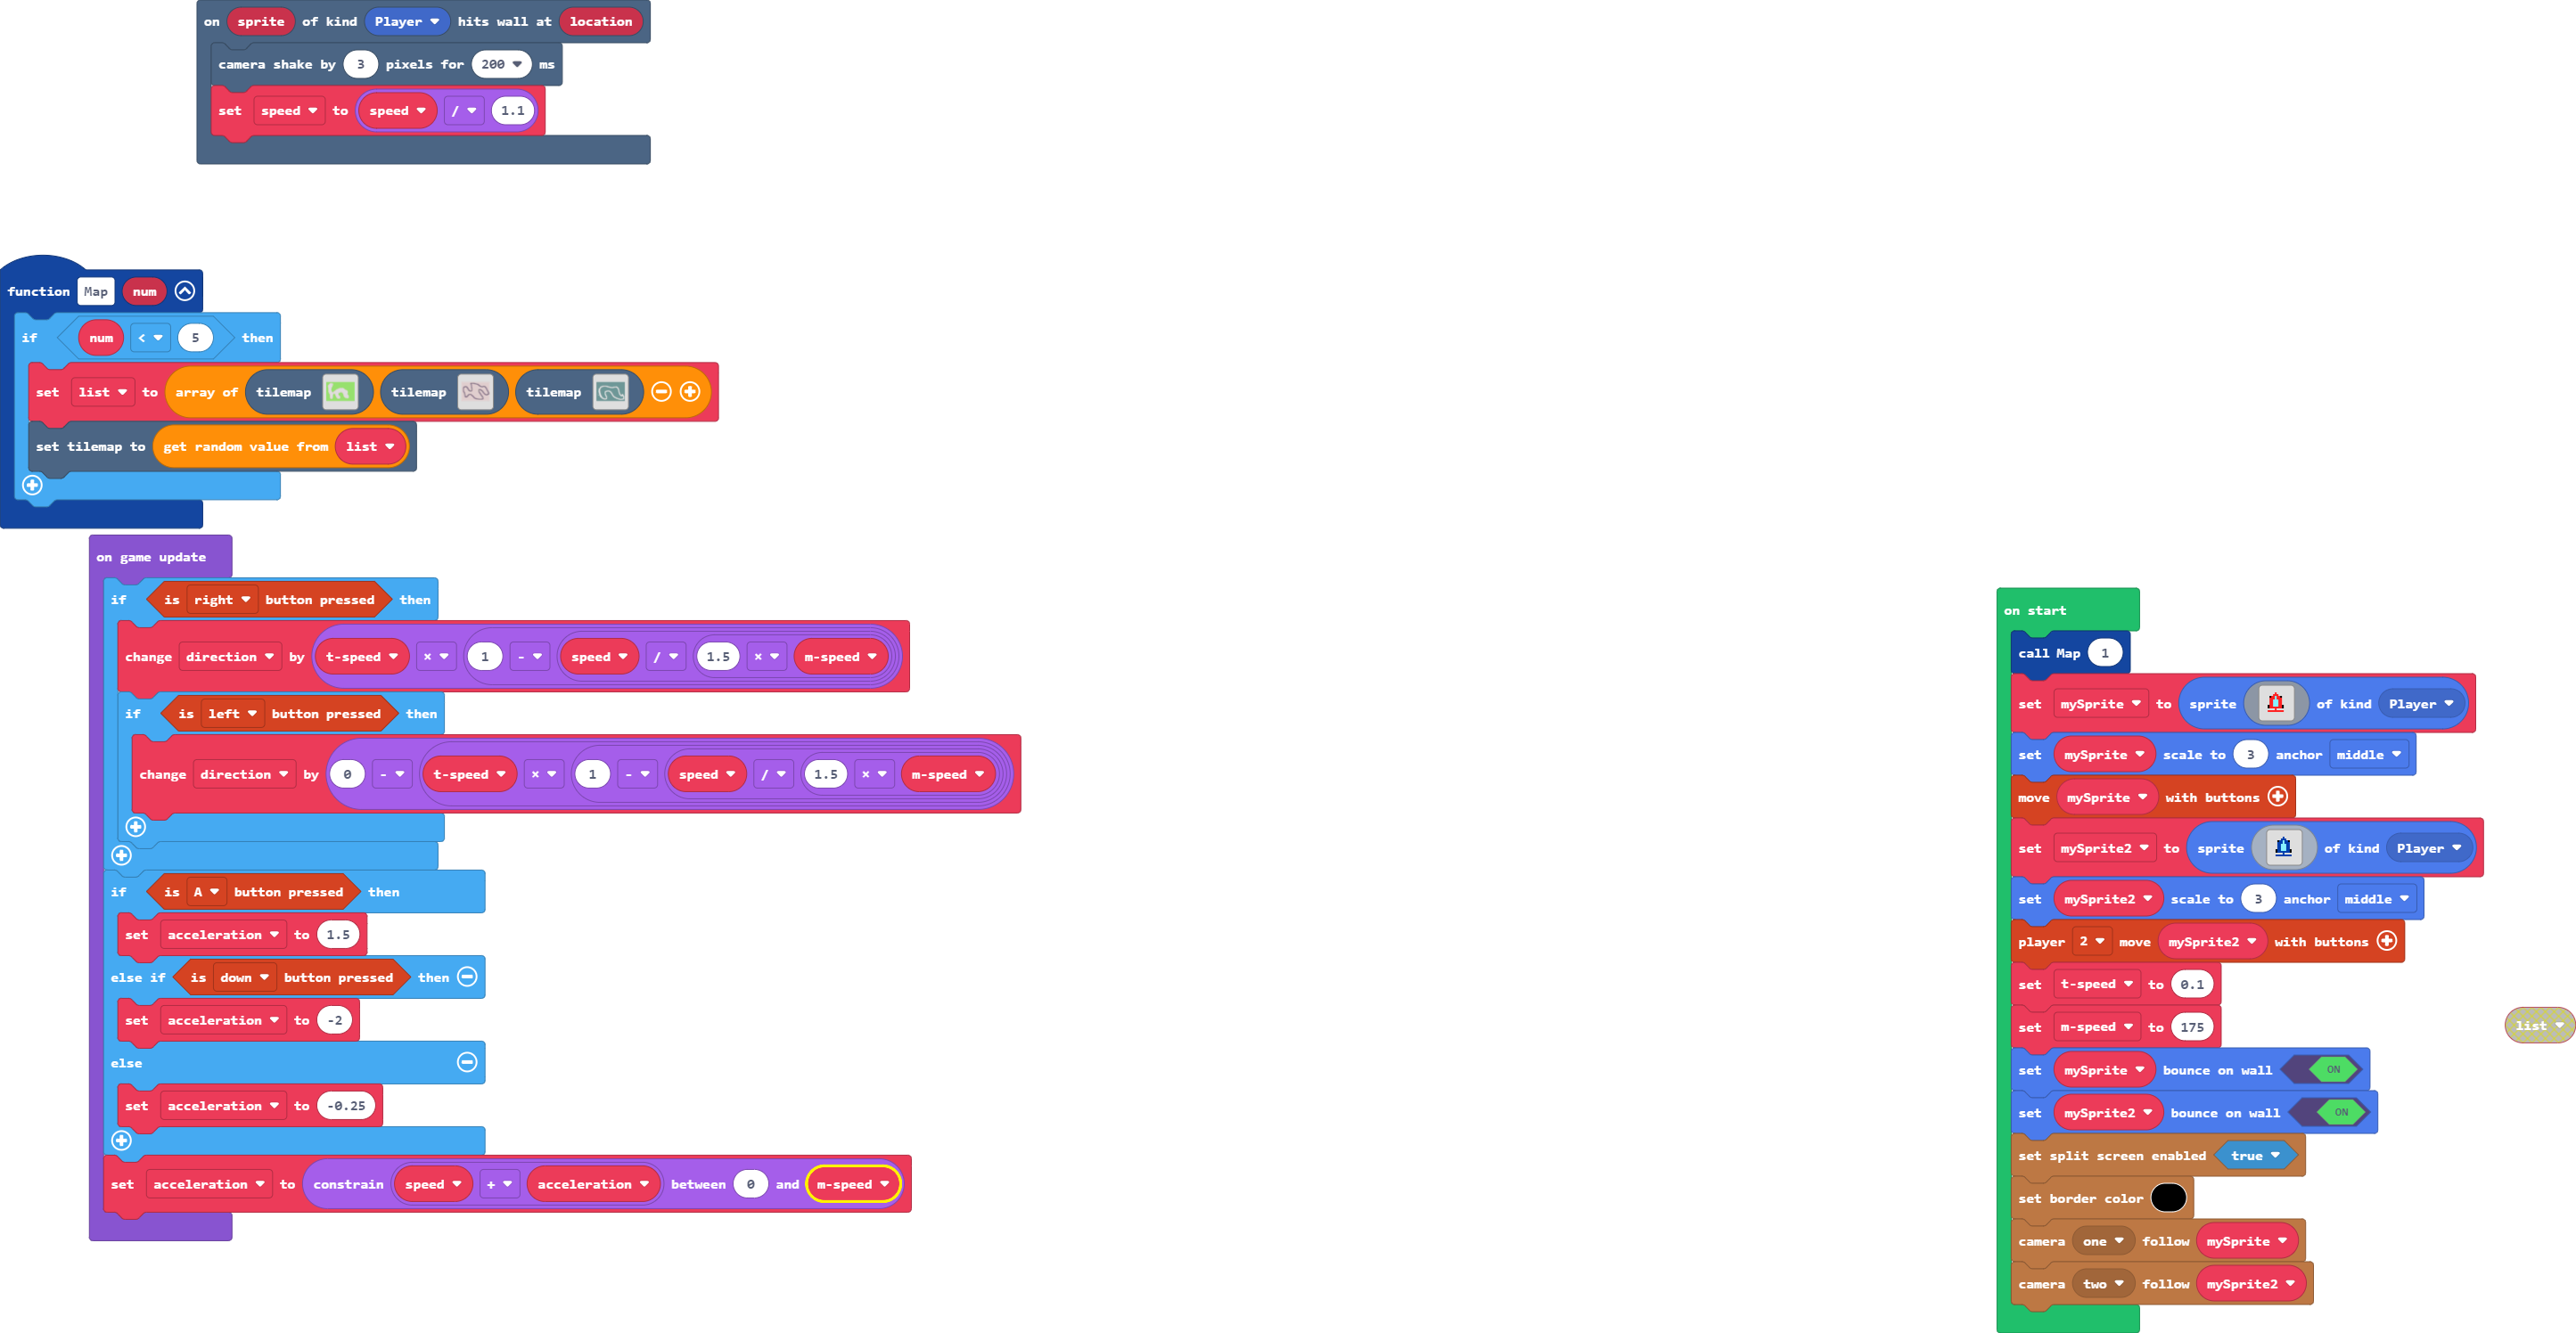 on sprite of kind Player hits wall at location
camera shake by 3 pixels for 200 ms
set speed to speed / 1.1
function Map num
if num < 5 then
set list to array of tilemap tilemap tilemap
set tilemap to get random value from list
on game update
if is right button pressed then
change direction by t-speed × 1 - speed / 1.5 × m-speed
if is left button pressed then
change direction by 0 - t-speed × 1 - speed / 1.5 × m-speed
if is A button pressed then
set acceleration to 1.5
else if is down button pressed then
set acceleration to -2
else
set acceleration to -0.25
set acceleration to constrain speed + acceleration between 0 and m-speed
on start
call Map 1
set mySprite to sprite of kind Player
set mySprite scale to 3 anchor middle
move mySprite with buttons
set mySprite2 to sprite of kind Player
set mySprite2 scale to 3 anchor middle
player 2 move mySprite2 with buttons
set t-speed to 0.1
set m-speed to 175
set mySprite bounce on wall ON
set mySprite2 bounce on wall ON
set split screen enabled true
set border color
camera one follow mySprite
camera two follow mySprite2
list